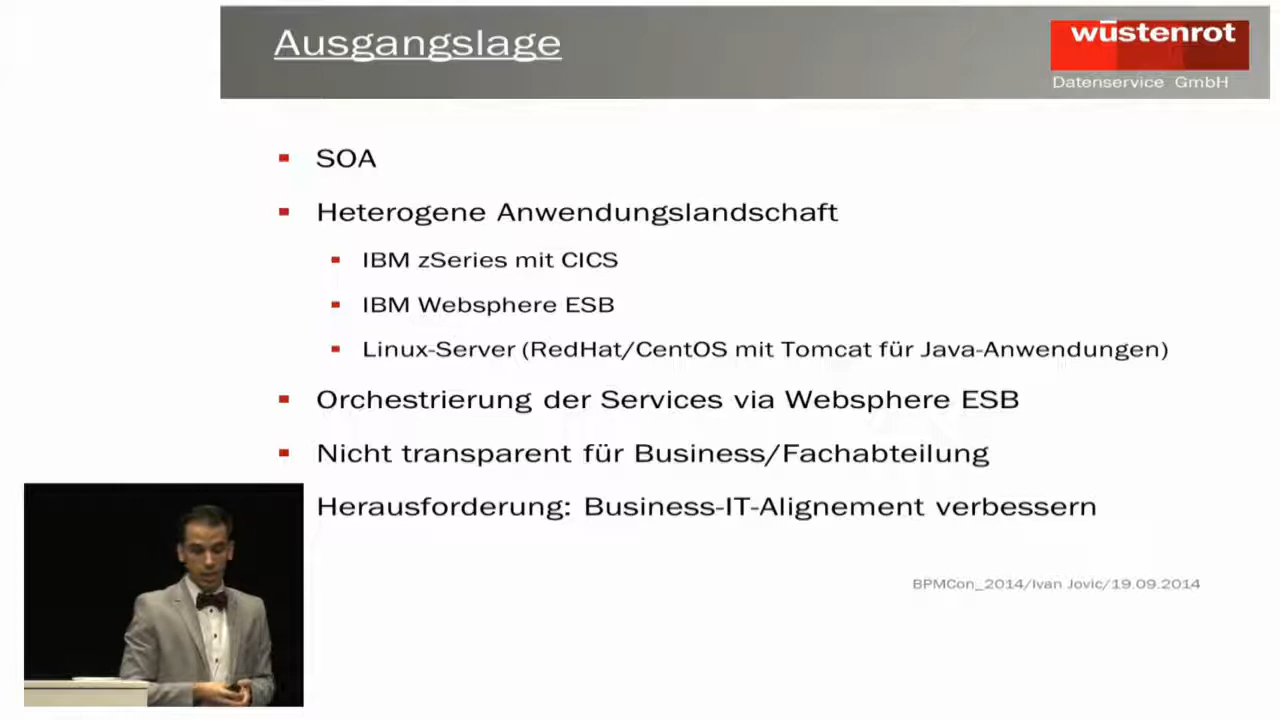 Ausgangslage
wüstenrot
Datenservice GmbH
SOA
Heterogene Anwendungslandschaft
IBM zSeries mit CICS
IBM Websphere ESB
Linux-Server (RedHat/CentOS mit Tomcat für Java-Anwendungen)
Orchestrierung der Services via Websphere ESB
Nicht transparent für Business/Fachabteilung
Herausforderung: Business-IT-Alignement verbessern
BPMCon_2014/Ivan Jovic/19.09.2014